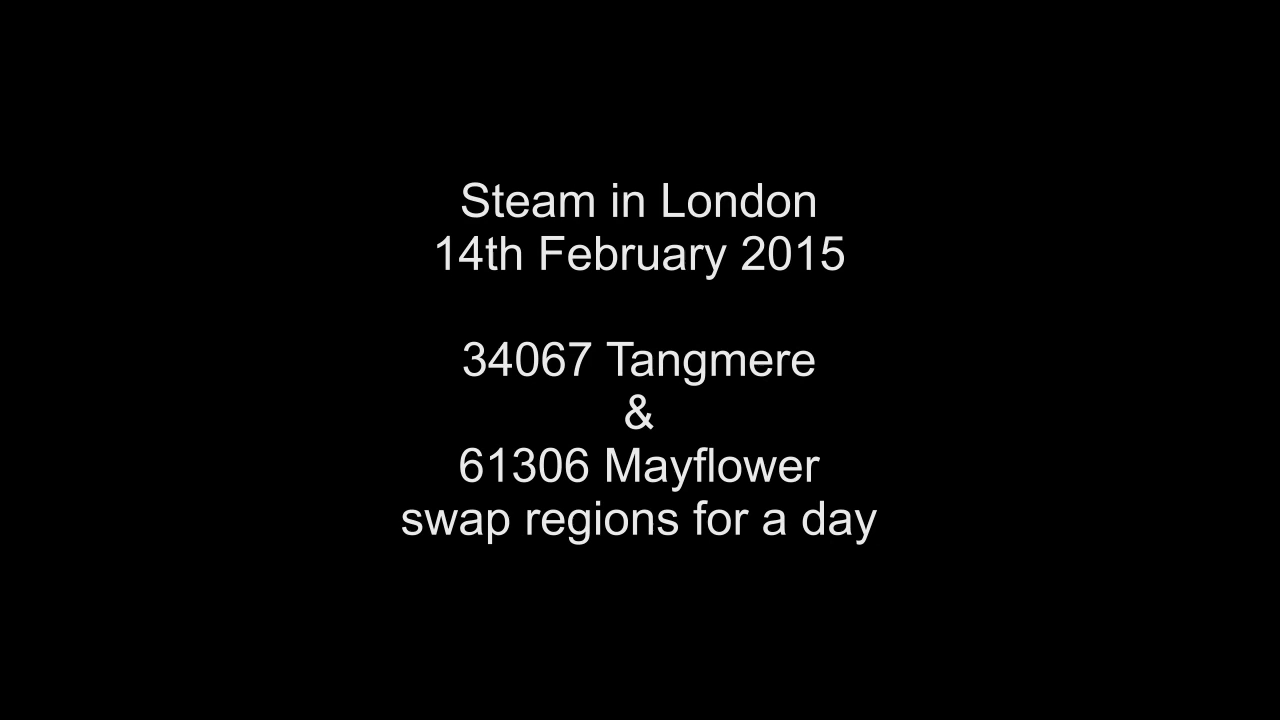 Steam in London
14th February 2015
34067 Tangmere
&
61306 Mayflower
swap regions for a day